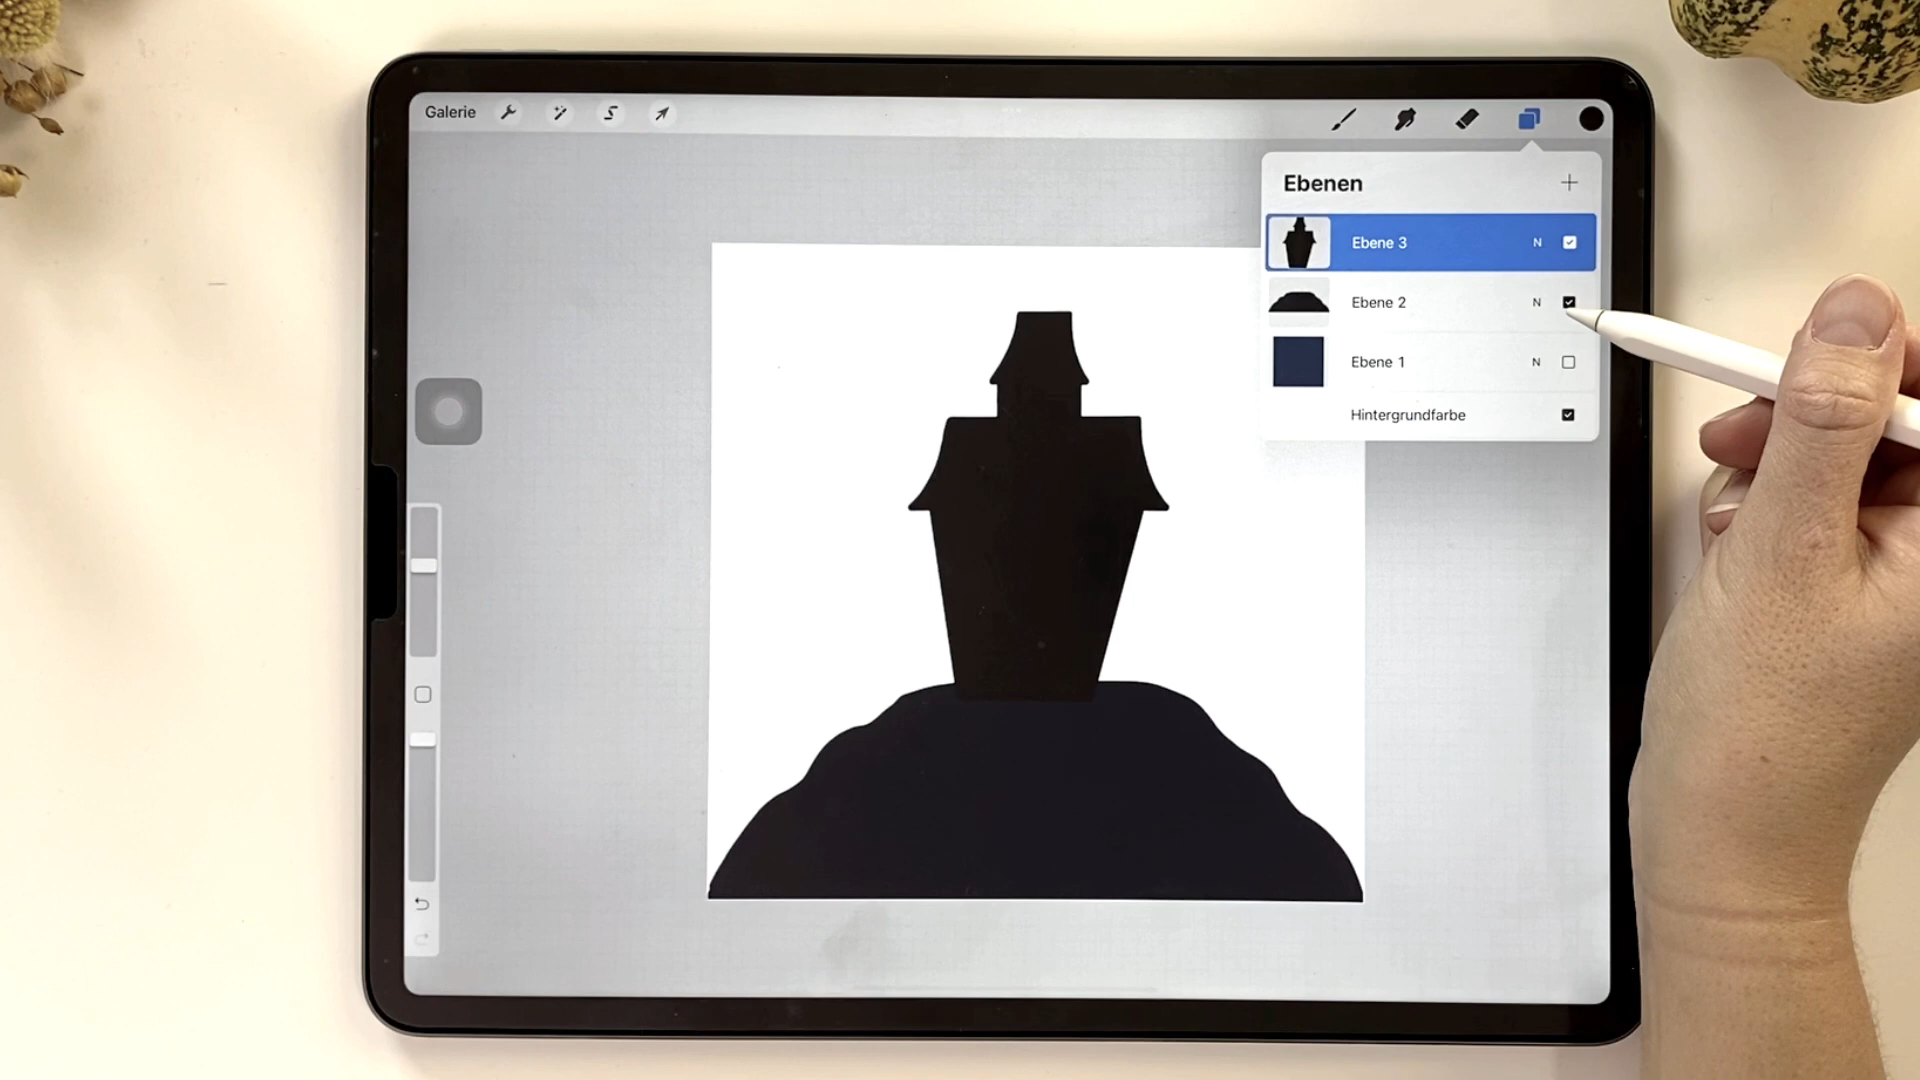 Galerie
Ebenen
Ebene 3 N
Ebene 2 N
Ebene 1 N
Hintergrundfarbe